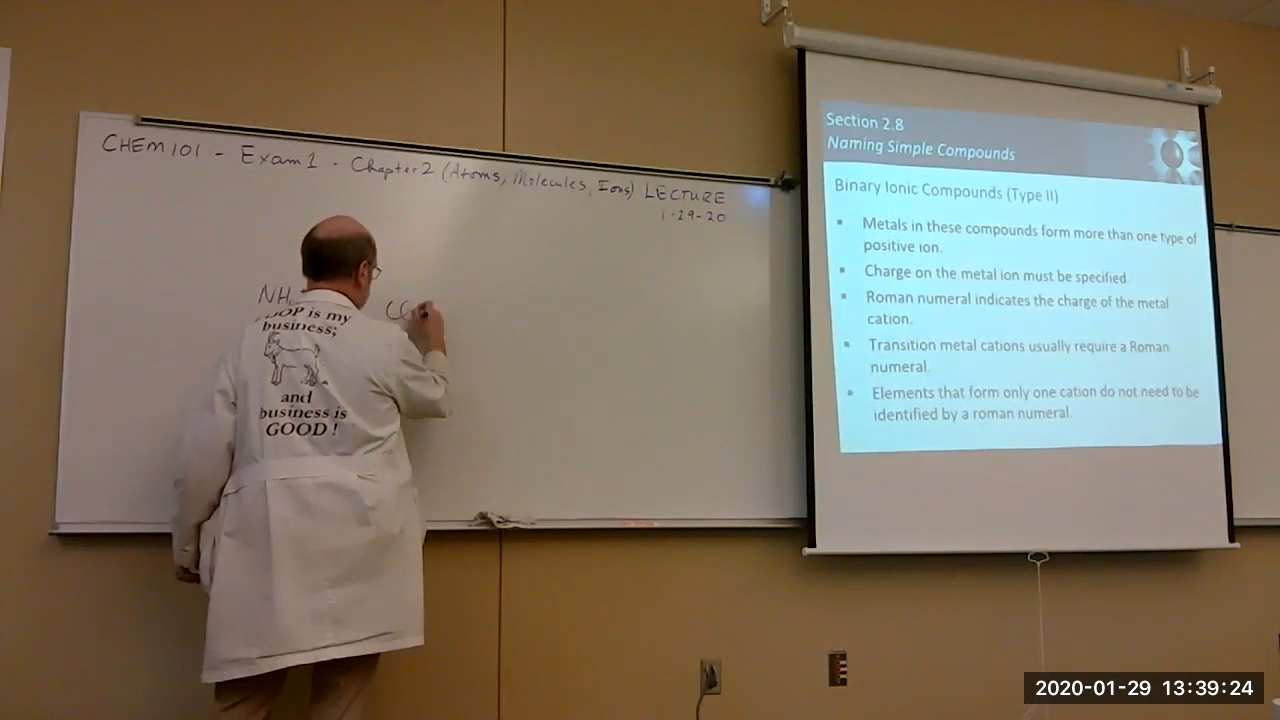 CHEM 101 - Exam 1 - Chapter 2 (Atoms, Molecules, Ions) LECTURE
1-29-20
NH
is my
business;
and
business is
GOOD !
Section 2.8
Naming Simple Compounds
Binary Ionic Compounds (Type II)
▪ Metals in these compounds form more than one type of
positive ion.
▪ Charge on the metal ion must be specified.
▪ Roman numeral indicates the charge of the metal
cation.
▪ Transition metal cations usually require a Roman
numeral.
▪ Elements that form only one cation do not need to be
identified by a roman numeral.
2020-01-29 13:39:24